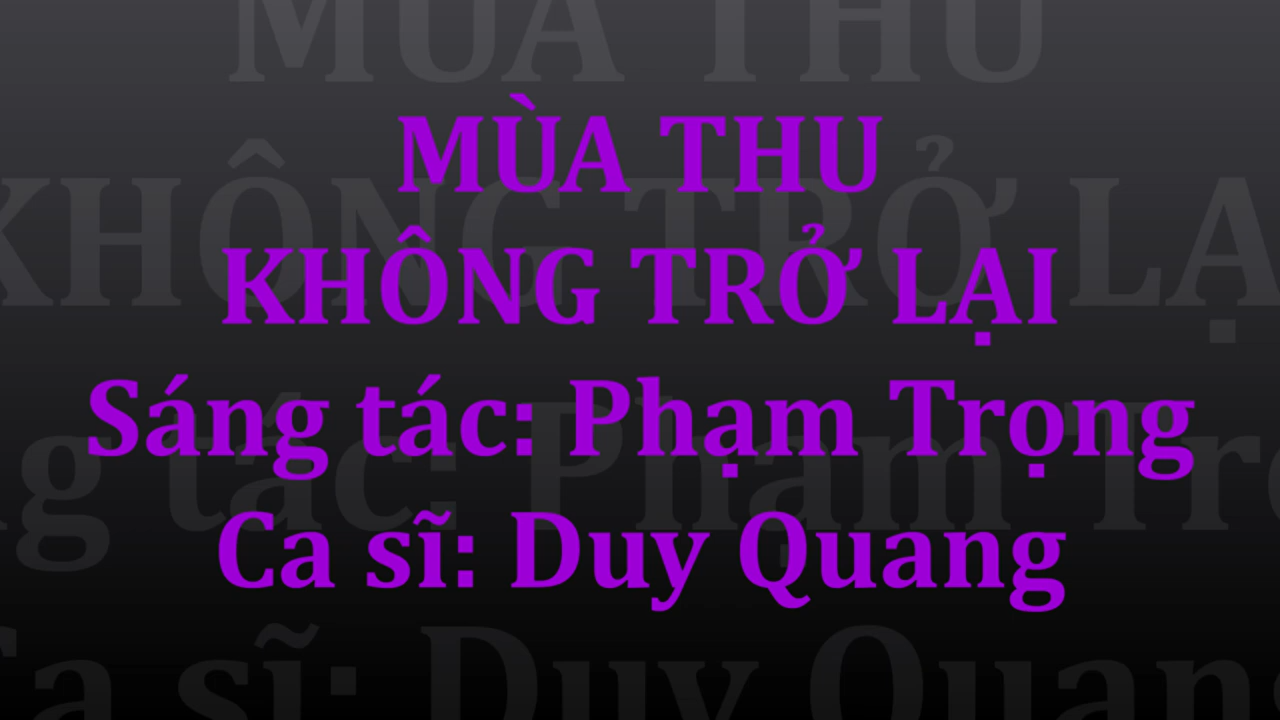 MÙA THU
KHÔNG TRỞ LẠI
Sáng tác: Phạm Trọng
Ca sĩ: Duy Quang